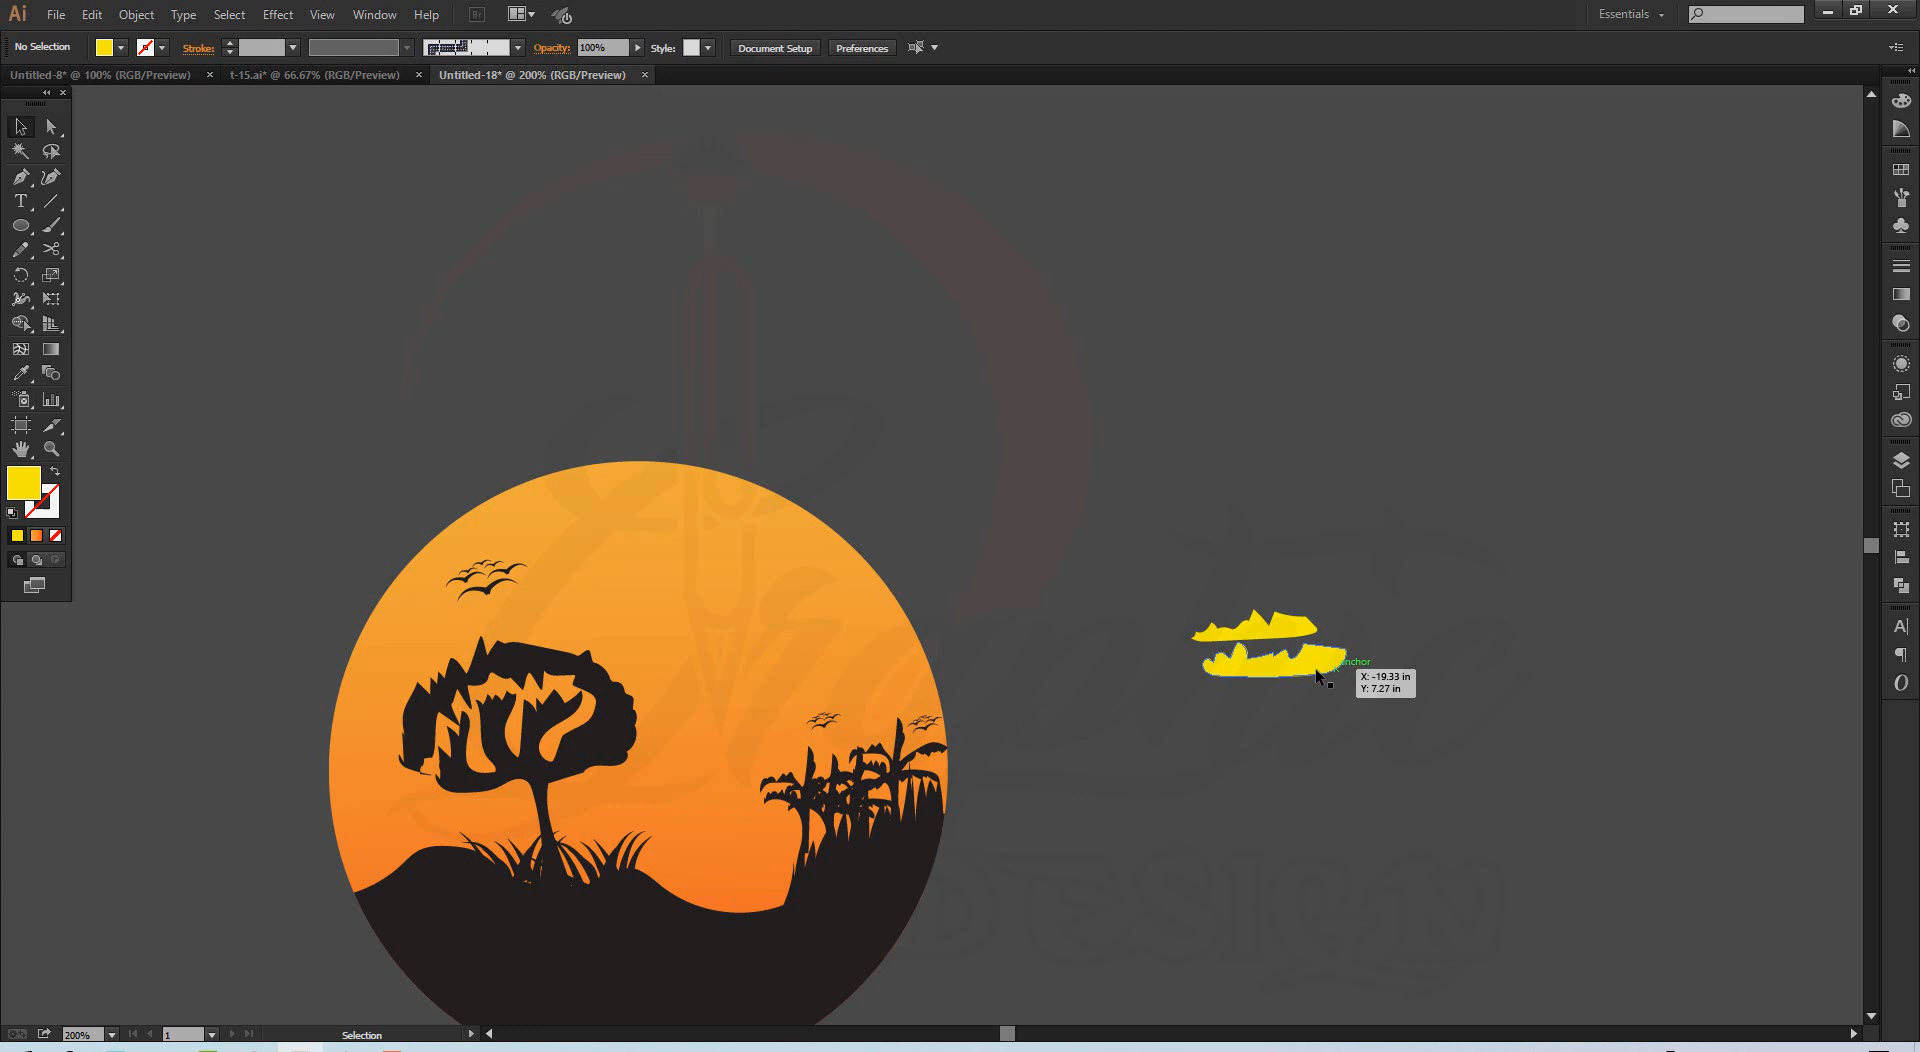 Ai File Edit Object Type Select Effect View Window Help Br Essentials
No Selection Stroke: Opacity: 100% Style: Document Setup Preferences
Untitled-8* @ 100% (RGB/Preview) × t-15.ai* @ 66.67% (RGB/Preview) × Untitled-18* @ 200% (RGB/Preview) ×
anchor
X: -19.33 in
Y: 7.27 in
DESIGN
200% 1 Selection